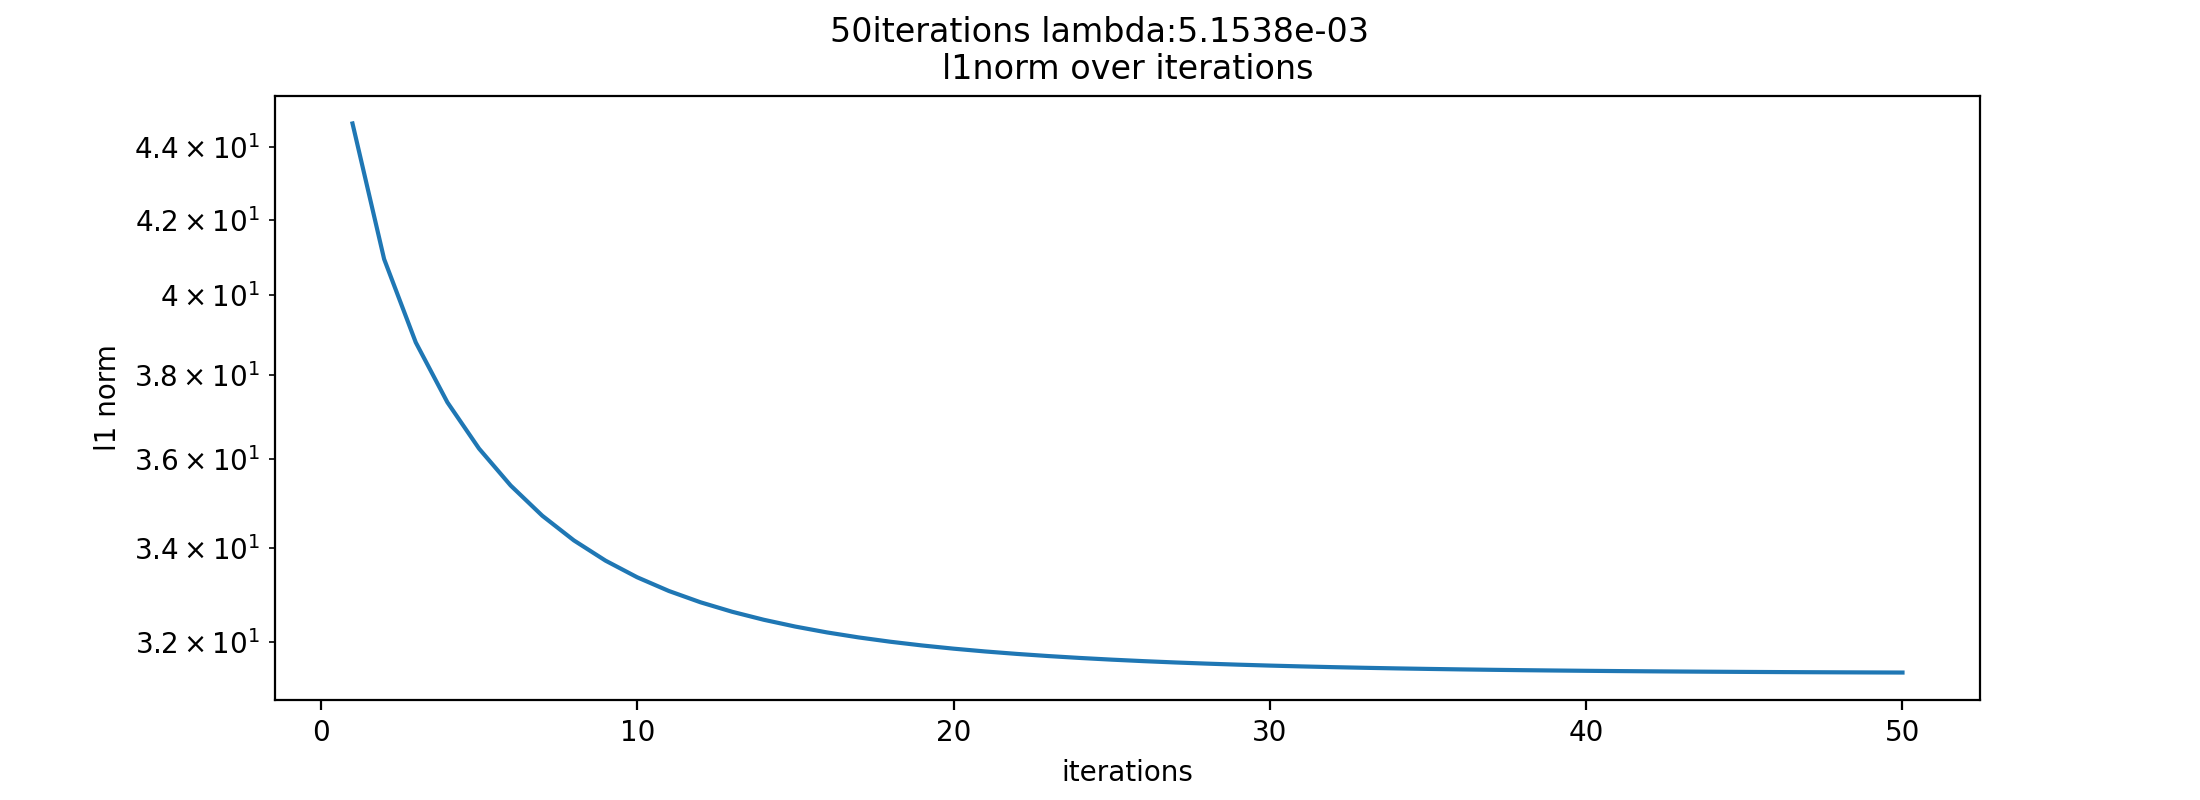 50iterations lambda:5.1538e-03
l1norm over iterations
4.4 × 10¹
4.2 × 10¹
4 × 10¹
3.8 × 10¹
3.6 × 10¹
3.4 × 10¹
3.2 × 10¹
l1 norm
0 10 20 30 40 50
iterations